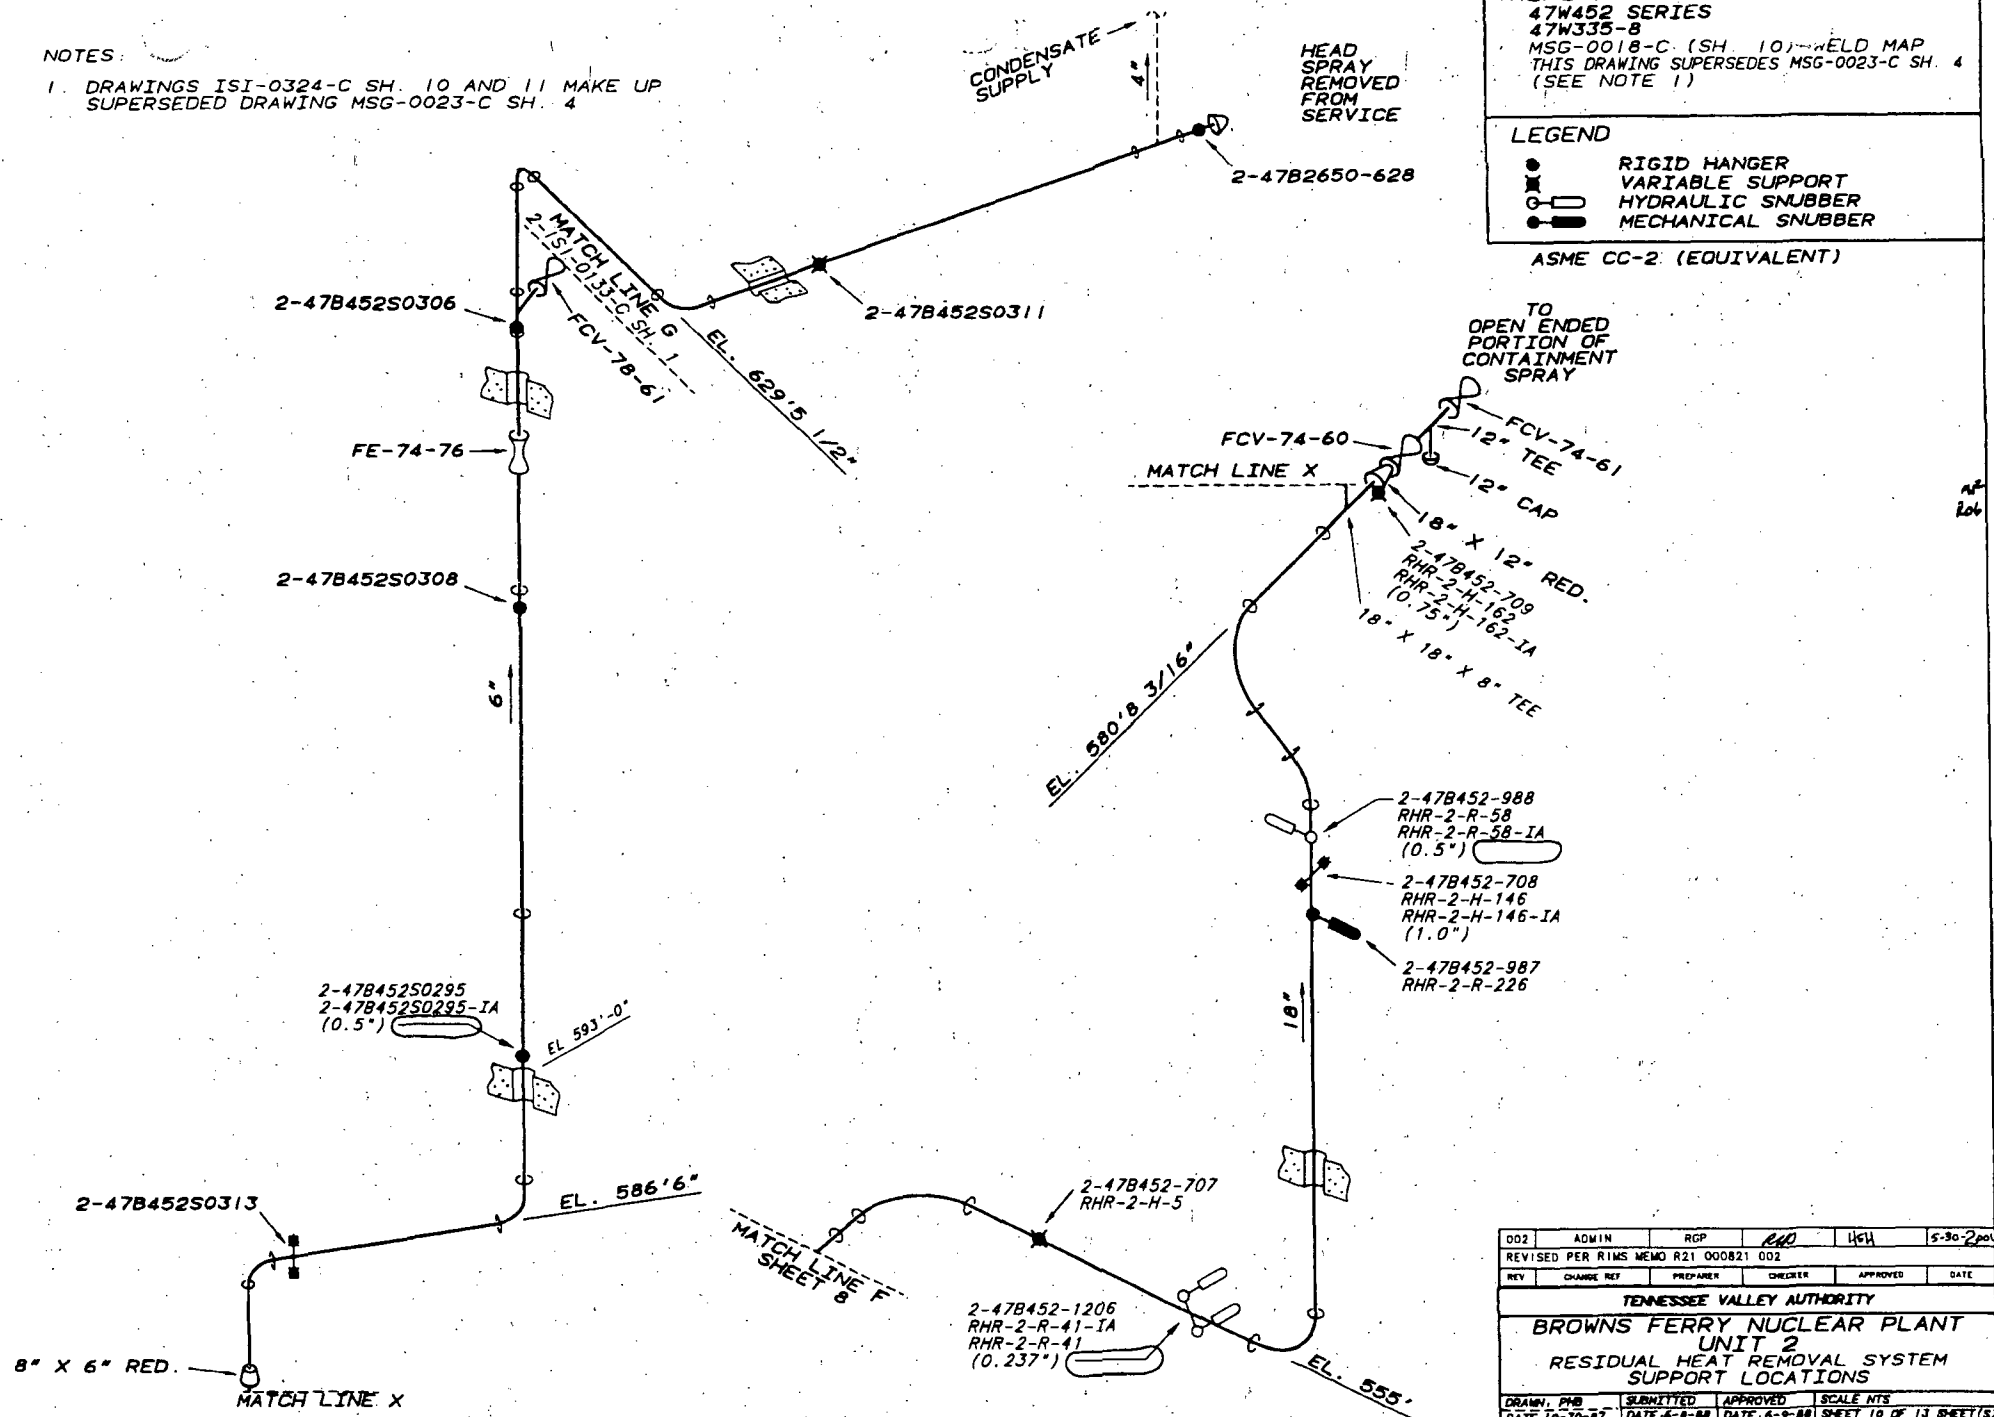 NOTES:
1. DRAWINGS ISI-0324-C SH. 10 AND 11 MAKE UP
SUPERSEDED DRAWING MSG-0023-C SH. 4
CONDENSATE
SUPPLY
4"
HEAD
SPRAY
REMOVED
FROM
SERVICE
47W452 SERIES
47W335-8
MSG-0018-C (SH. 10)-WELD MAP
THIS DRAWING SUPERSEDES MSG-0023-C SH. 4
(SEE NOTE 1)
LEGEND
RIGID HANGER
VARIABLE SUPPORT
HYDRAULIC SNUBBER
MECHANICAL SNUBBER
ASME CC-2 (EQUIVALENT)
2-47B2650-628
MATCH LINE G
2-ISI-0133-C SH. 1
2-47B452S0306
FCV-78-61
2-47B452S0311
EL. 629'5 1/2"
FE-74-76
2-47B452S0308
6"
TO
OPEN ENDED
PORTION OF
CONTAINMENT
SPRAY
FCV-74-60
FCV-74-61
12" TEE
MATCH LINE X
12" CAP
18" X 12" RED.
2-47B452-709
RHR-2-H-162
RHR-2-H-162-IA
(0.75")
18" X 18" X 8" TEE
EL. 580'8 3/16"
2-47B452-988
RHR-2-R-58
RHR-2-R-58-IA
(0.5")
2-47B452-708
RHR-2-H-146
RHR-2-H-146-IA
(1.0")
2-47B452-987
RHR-2-R-226
18"
2-47B452S0295
2-47B452S0295-IA
(0.5")
EL 593'-0"
2-47B452S0313
EL. 586'6"
8" X 6" RED.
MATCH LINE X
MATCH LINE F
SHEET 8
2-47B452-707
RHR-2-H-5
2-47B452-1206
RHR-2-R-41-IA
RHR-2-R-41
(0.237")
EL. 555'
002 ADMIN RGP HSH
REVISED PER RIMS MEMO R21 000821 002
REV CHANGE REF PREPARER CHECKER APPROVED DATE
TENNESSEE VALLEY AUTHORITY
BROWNS FERRY NUCLEAR PLANT
UNIT 2
RESIDUAL HEAT REMOVAL SYSTEM
SUPPORT LOCATIONS
DRAWN: PHB SUBMITTED APPROVED SCALE NTS